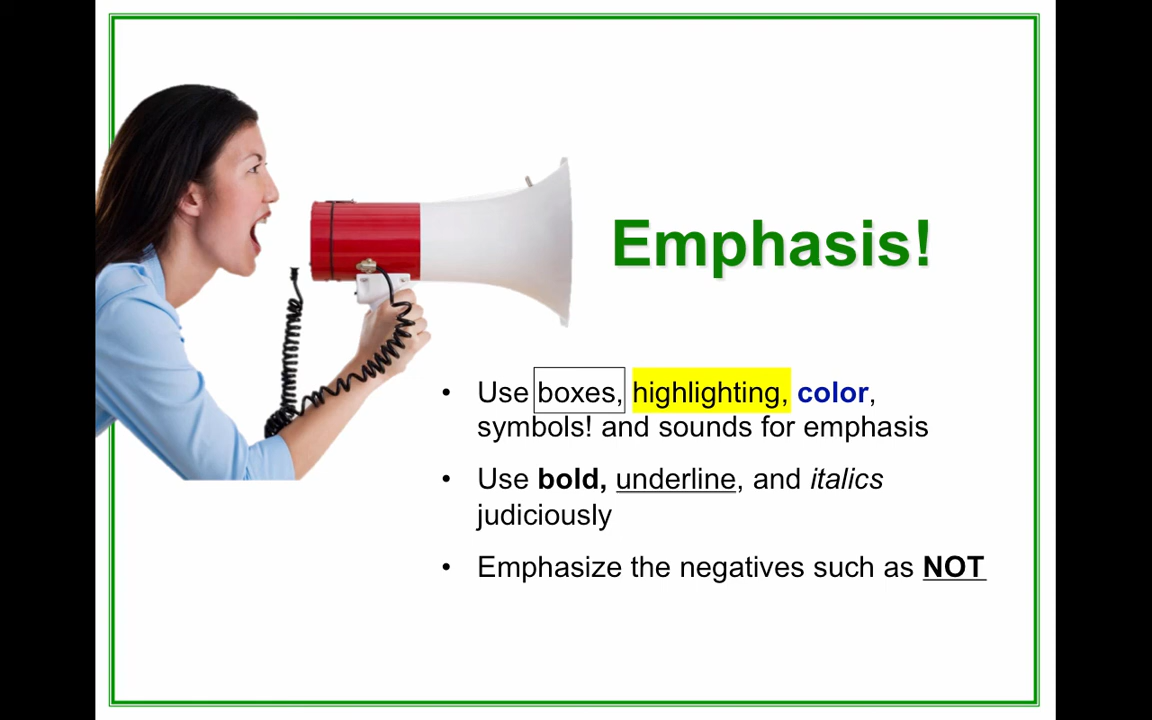 Emphasis!
• Use boxes, highlighting, color,
symbols! and sounds for emphasis
• Use bold, underline, and italics
judiciously
• Emphasize the negatives such as NOT